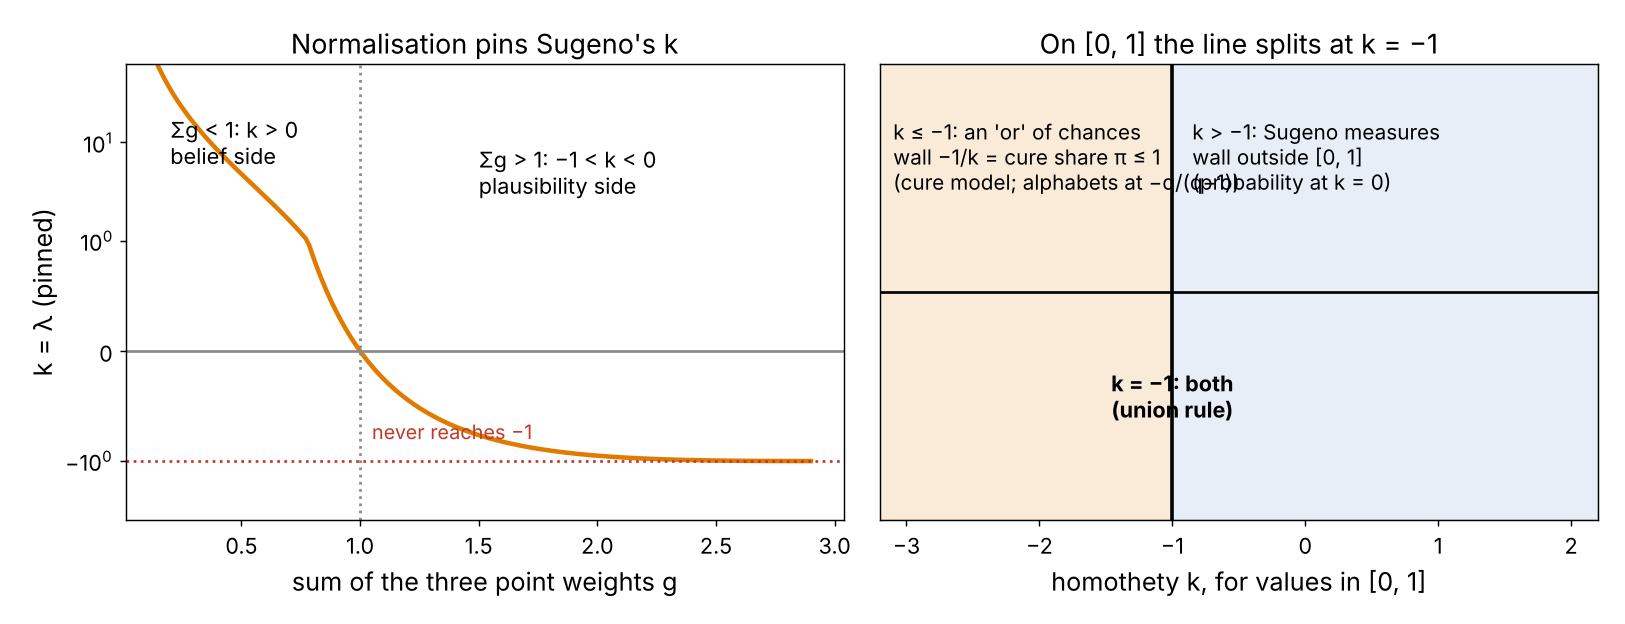 Normalisation pins Sugeno's k
Σg < 1: k > 0
belief side
Σg > 1: −1 < k < 0
plausibility side
never reaches −1
k = λ (pinned)
10¹
10⁰
0
−10⁰
0.5 1.0 1.5 2.0 2.5 3.0
sum of the three point weights g
On [0, 1] the line splits at k = −1
k ≤ −1: an 'or' of chances
wall −1/k = cure share π ≤ 1
(cure model; alphabets at −q/(q−1))
k > −1: Sugeno measures
wall outside [0, 1]
(probability at k = 0)
k = −1: both
(union rule)
−3 −2 −1 0 1 2
homothety k, for values in [0, 1]